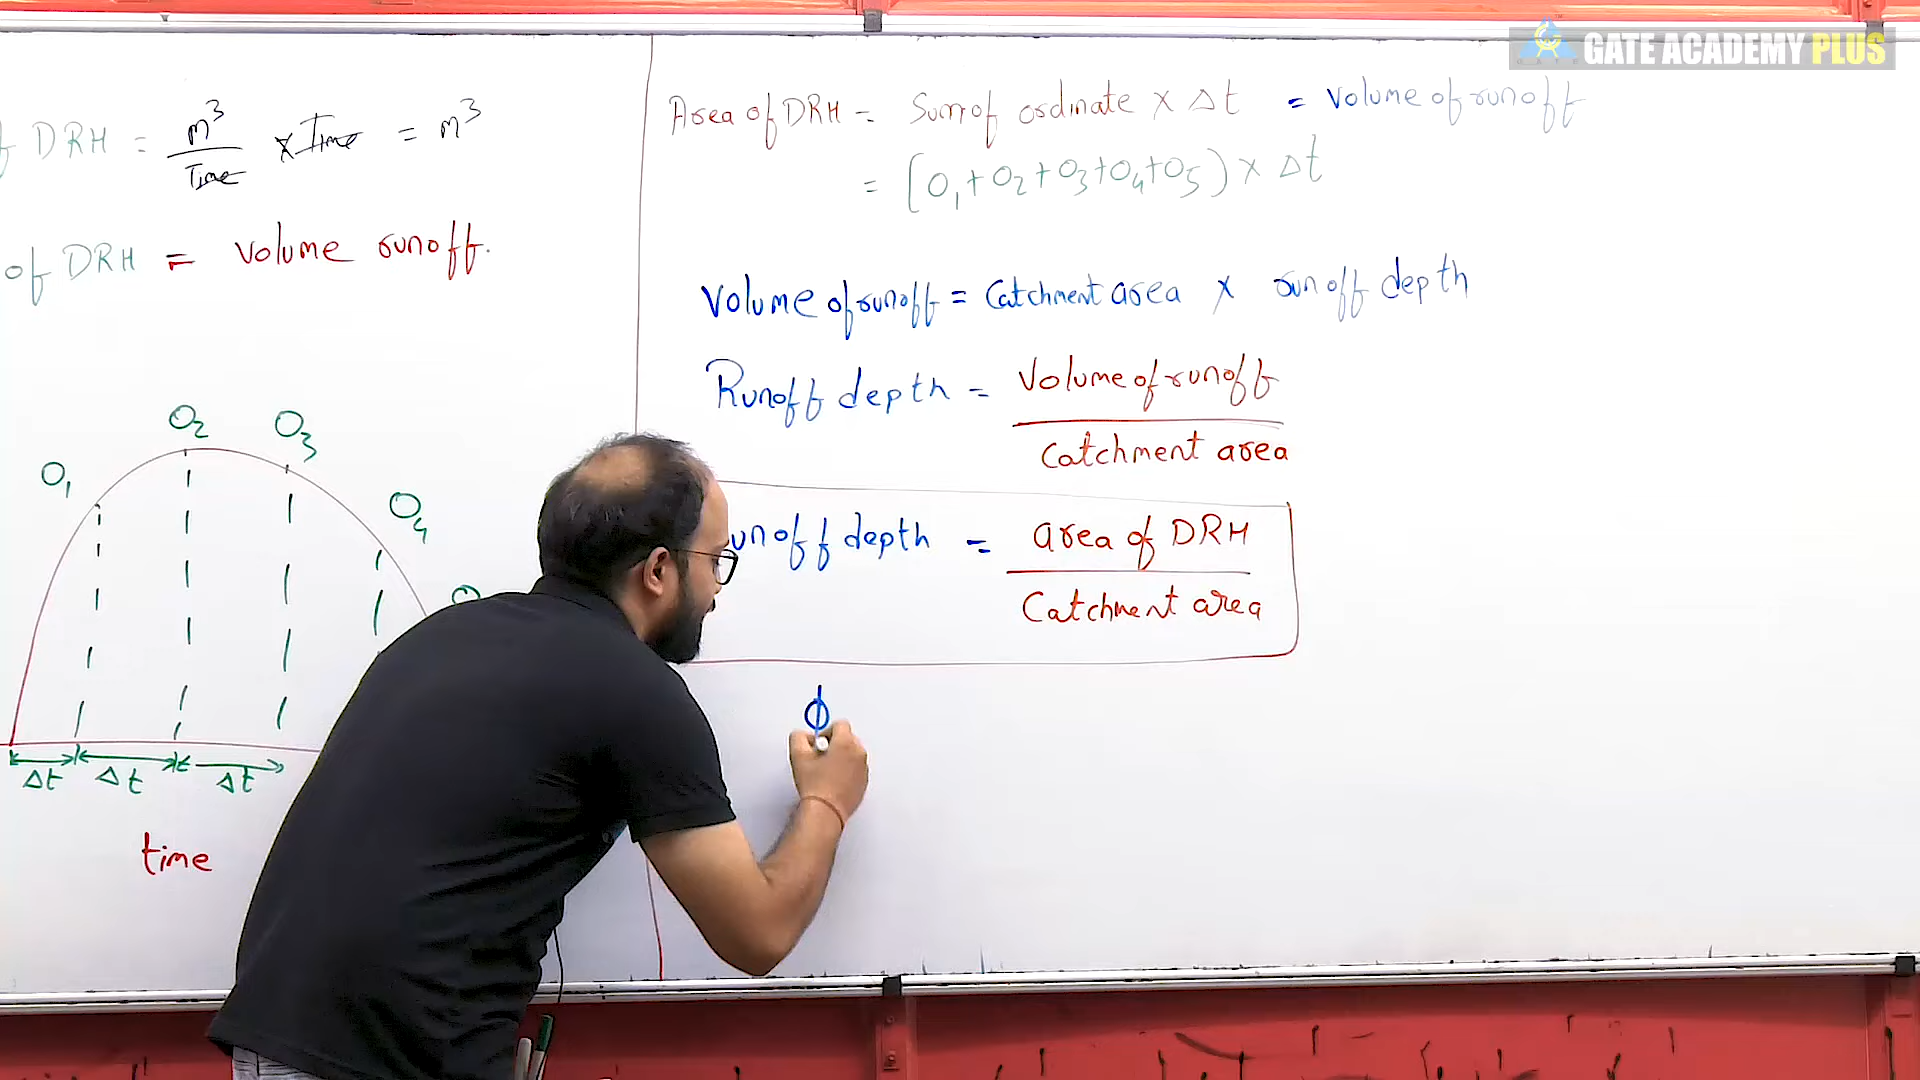 GATE ACADEMY PLUS
of DRH = m³/Time × Time = m³
of DRH = volume runoff.
O₁
O₂
O₃
O₄
Δt
Δt
Δt
time
Area of DRH = Sum of ordinate × Δt = Volume of runoff
= (O₁+O₂+O₃+O₄+O₅) × Δt
Volume of runoff = Catchment area × runoff depth
Runoff depth = Volume of runoff
Catchment area
unoff depth = area of DRH
Catchment area
φ